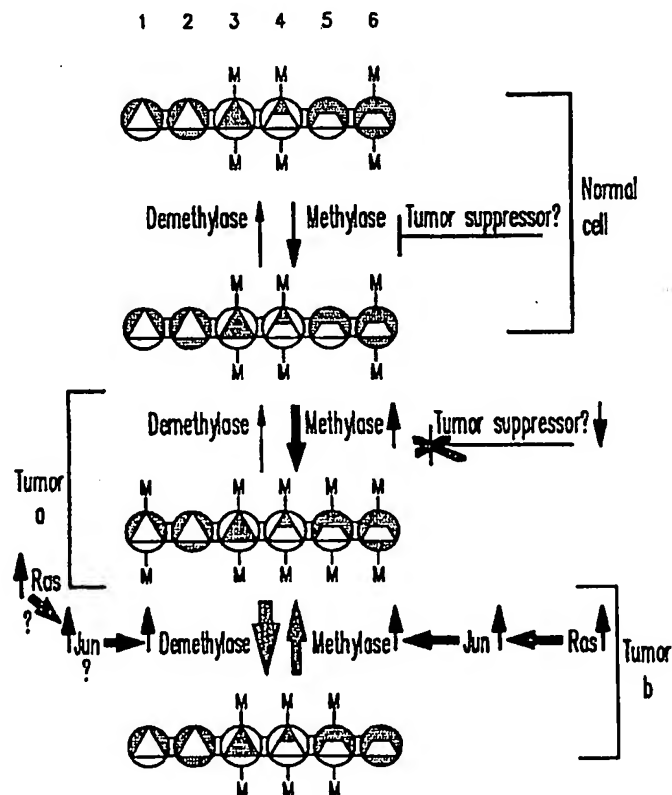 1 2 3 4 5 6
M M M
M M M
Demethylase Methylase Tumor suppressor?
Normal
cell
M M M
M M M
Demethylase Methylase Tumor suppressor?
Tumor
a
M M M M M
M M M M M
Ras
?
Jun Demethylase Methylase Jun Ras
?
Tumor
b
M M M
M M M